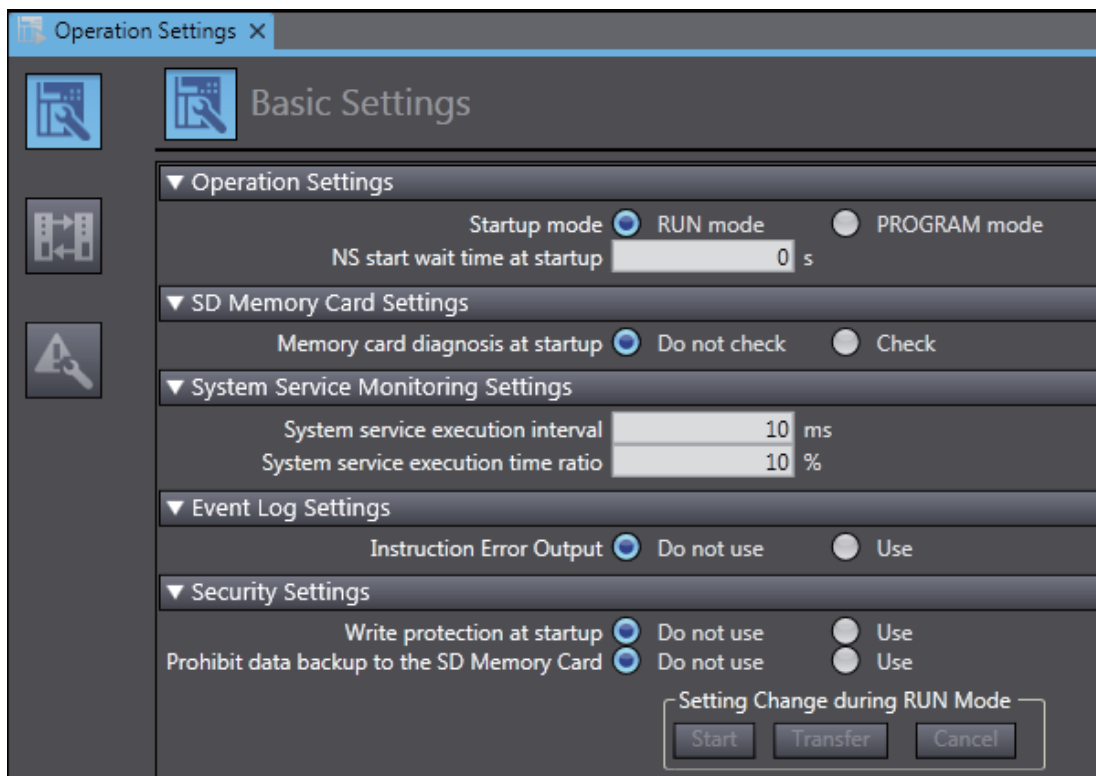 Operation Settings ×
Basic Settings
▼ Operation Settings
Startup mode RUN mode PROGRAM mode
NS start wait time at startup 0 s
▼ SD Memory Card Settings
Memory card diagnosis at startup Do not check Check
▼ System Service Monitoring Settings
System service execution interval 10 ms
System service execution time ratio 10 %
▼ Event Log Settings
Instruction Error Output Do not use Use
▼ Security Settings
Write protection at startup Do not use Use
Prohibit data backup to the SD Memory Card Do not use Use
Setting Change during RUN Mode
Start Transfer Cancel